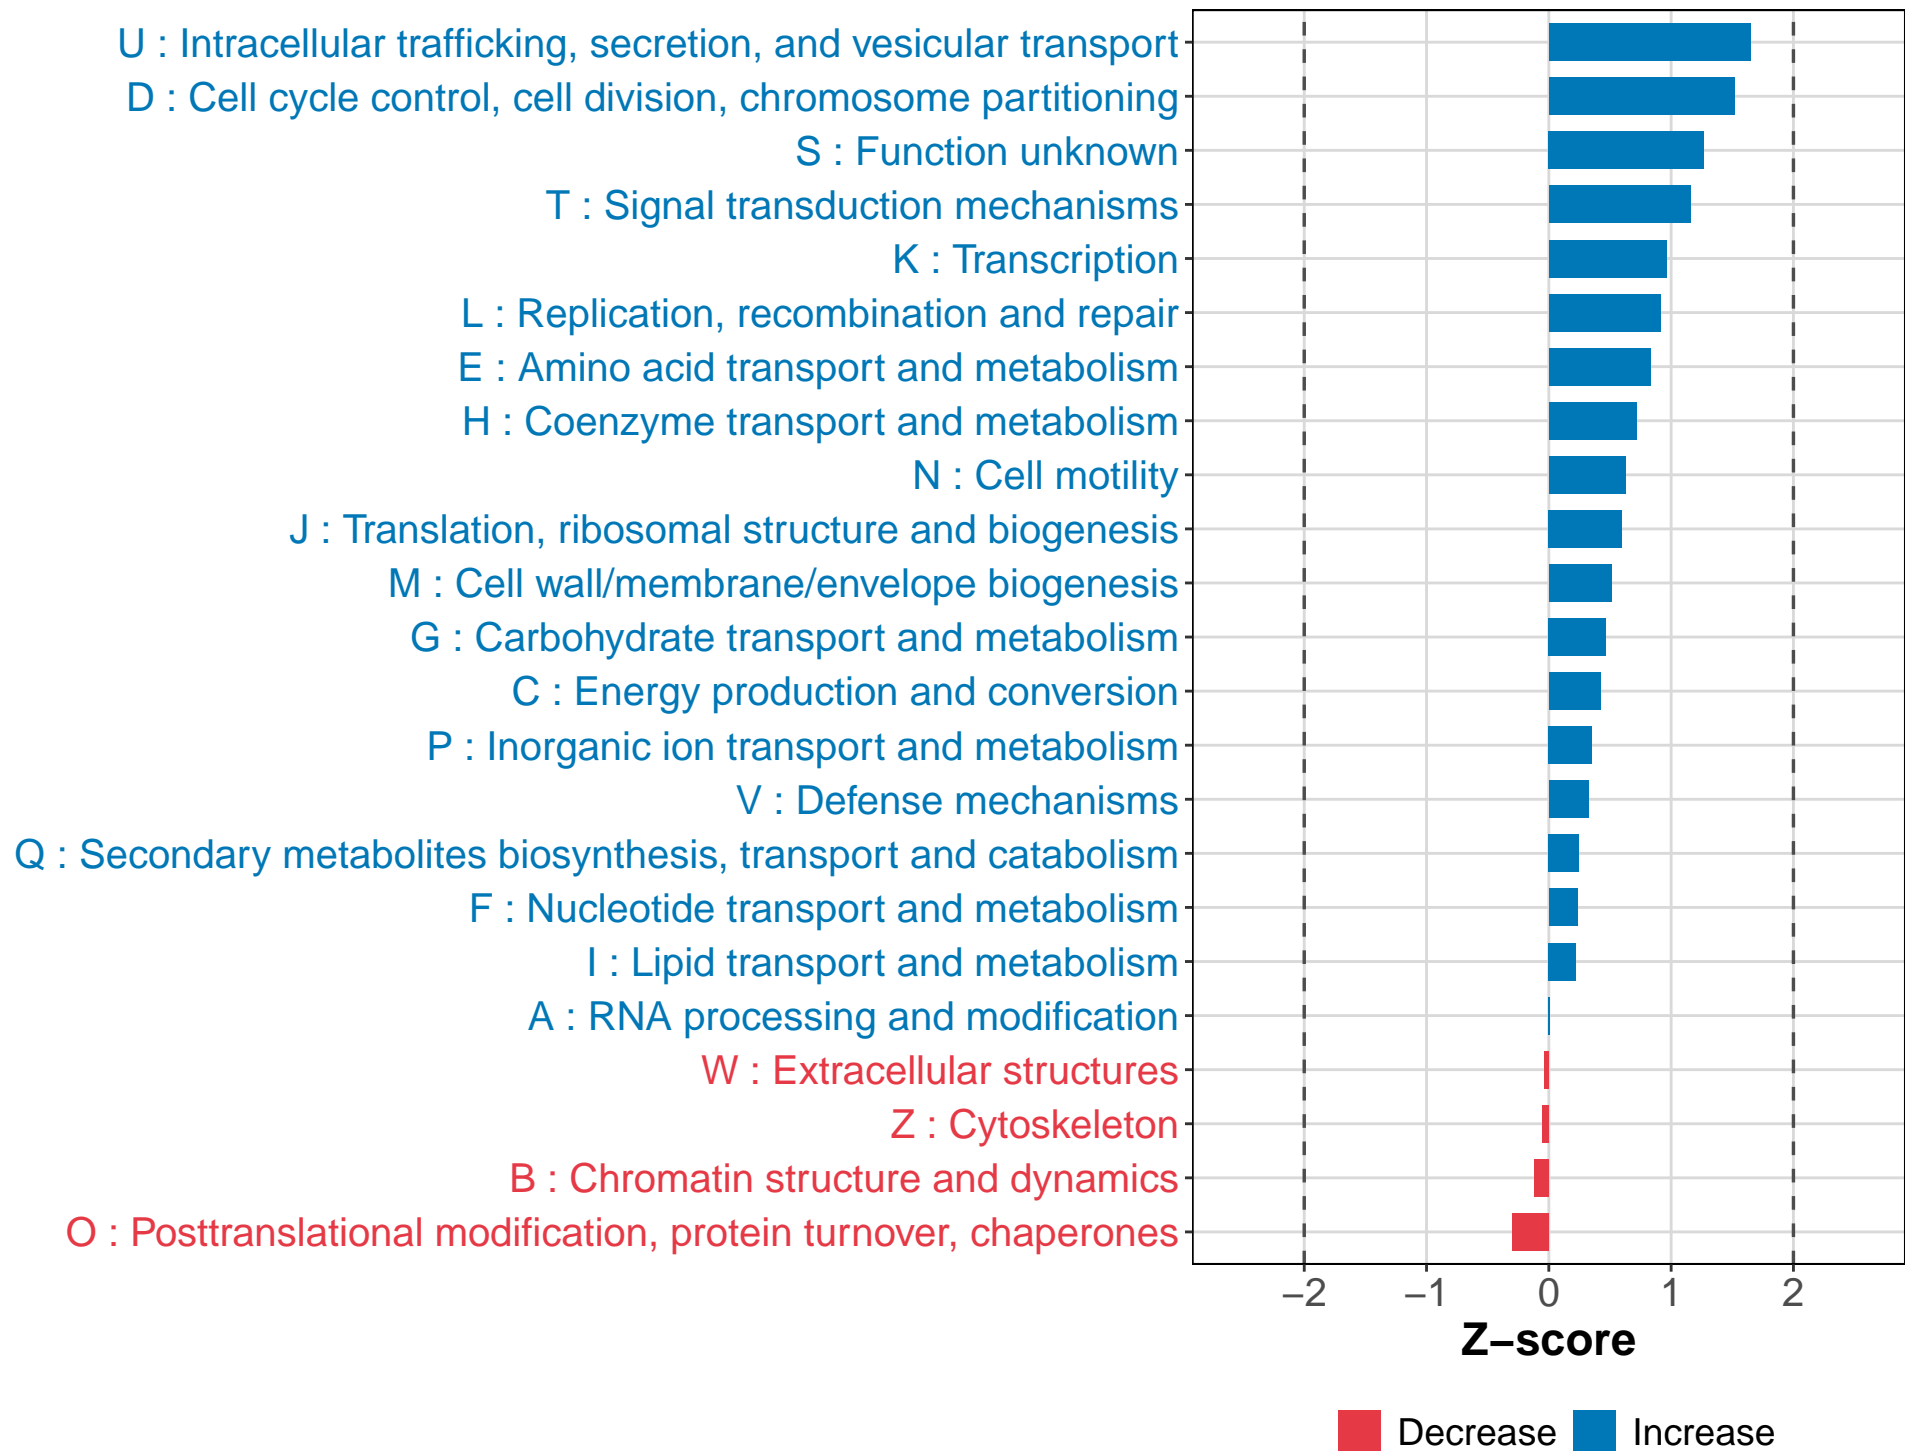 U : Intracellular trafficking, secretion, and vesicular transport
D : Cell cycle control, cell division, chromosome partitioning
S : Function unknown
T : Signal transduction mechanisms
K : Transcription
L : Replication, recombination and repair
E : Amino acid transport and metabolism
H : Coenzyme transport and metabolism
N : Cell motility
J : Translation, ribosomal structure and biogenesis
M : Cell wall/membrane/envelope biogenesis
G : Carbohydrate transport and metabolism
C : Energy production and conversion
P : Inorganic ion transport and metabolism
V : Defense mechanisms
Q : Secondary metabolites biosynthesis, transport and catabolism
F : Nucleotide transport and metabolism
I : Lipid transport and metabolism
A : RNA processing and modification
W : Extracellular structures
Z : Cytoskeleton
B : Chromatin structure and dynamics
O : Posttranslational modification, protein turnover, chaperones
−2 −1 0 1 2
Z−score
Decrease Increase